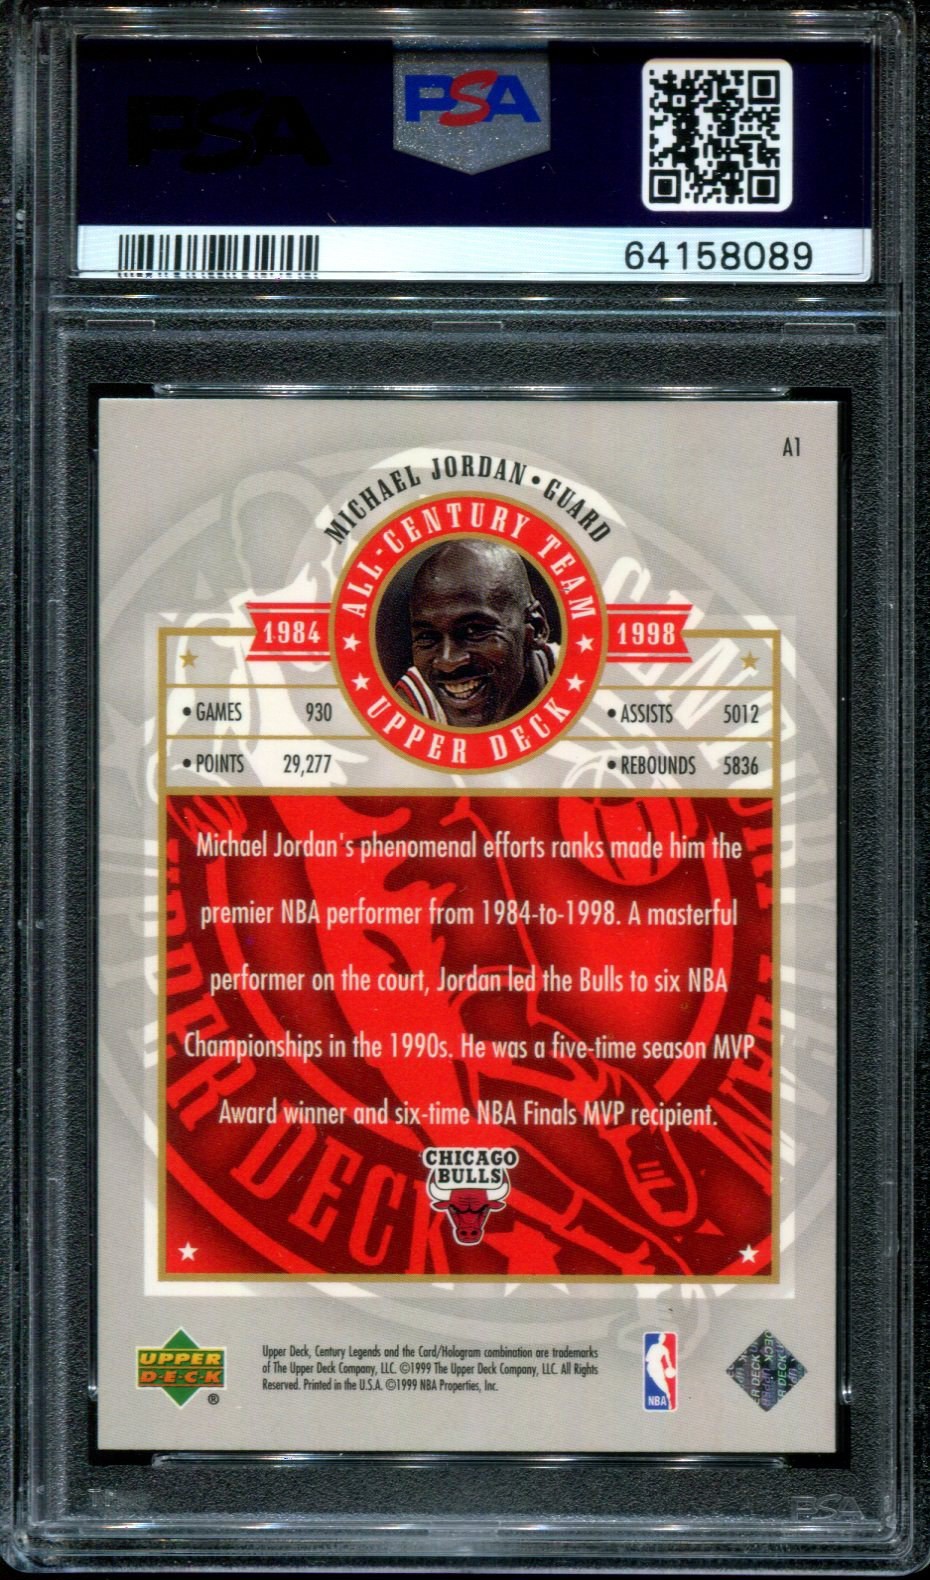 PSA
PSA
64158089
A1
MICHAEL JORDAN • GUARD
ALL-CENTURY TEAM
1984
1998
UPPER DECK
• GAMES 930
• ASSISTS 5012
• POINTS 29,277
• REBOUNDS 5836
Michael Jordan's phenomenal efforts ranks made him the
premier NBA performer from 1984-to-1998. A masterful
performer on the court, Jordan led the Bulls to six NBA
Championships in the 1990s. He was a five-time season MVP
Award winner and six-time NBA Finals MVP recipient.
UPPER DECK
CENTURY TEAM
CHICAGO
BULLS
UPPER
DECK
®
Upper Deck, Century Legends and the Card/Hologram combination are trademarks
of The Upper Deck Company, LLC. ©1999 The Upper Deck Company, LLC. All Rights
Reserved. Printed in the U.S.A. ©1999 NBA Properties, Inc.
NBA
PSA